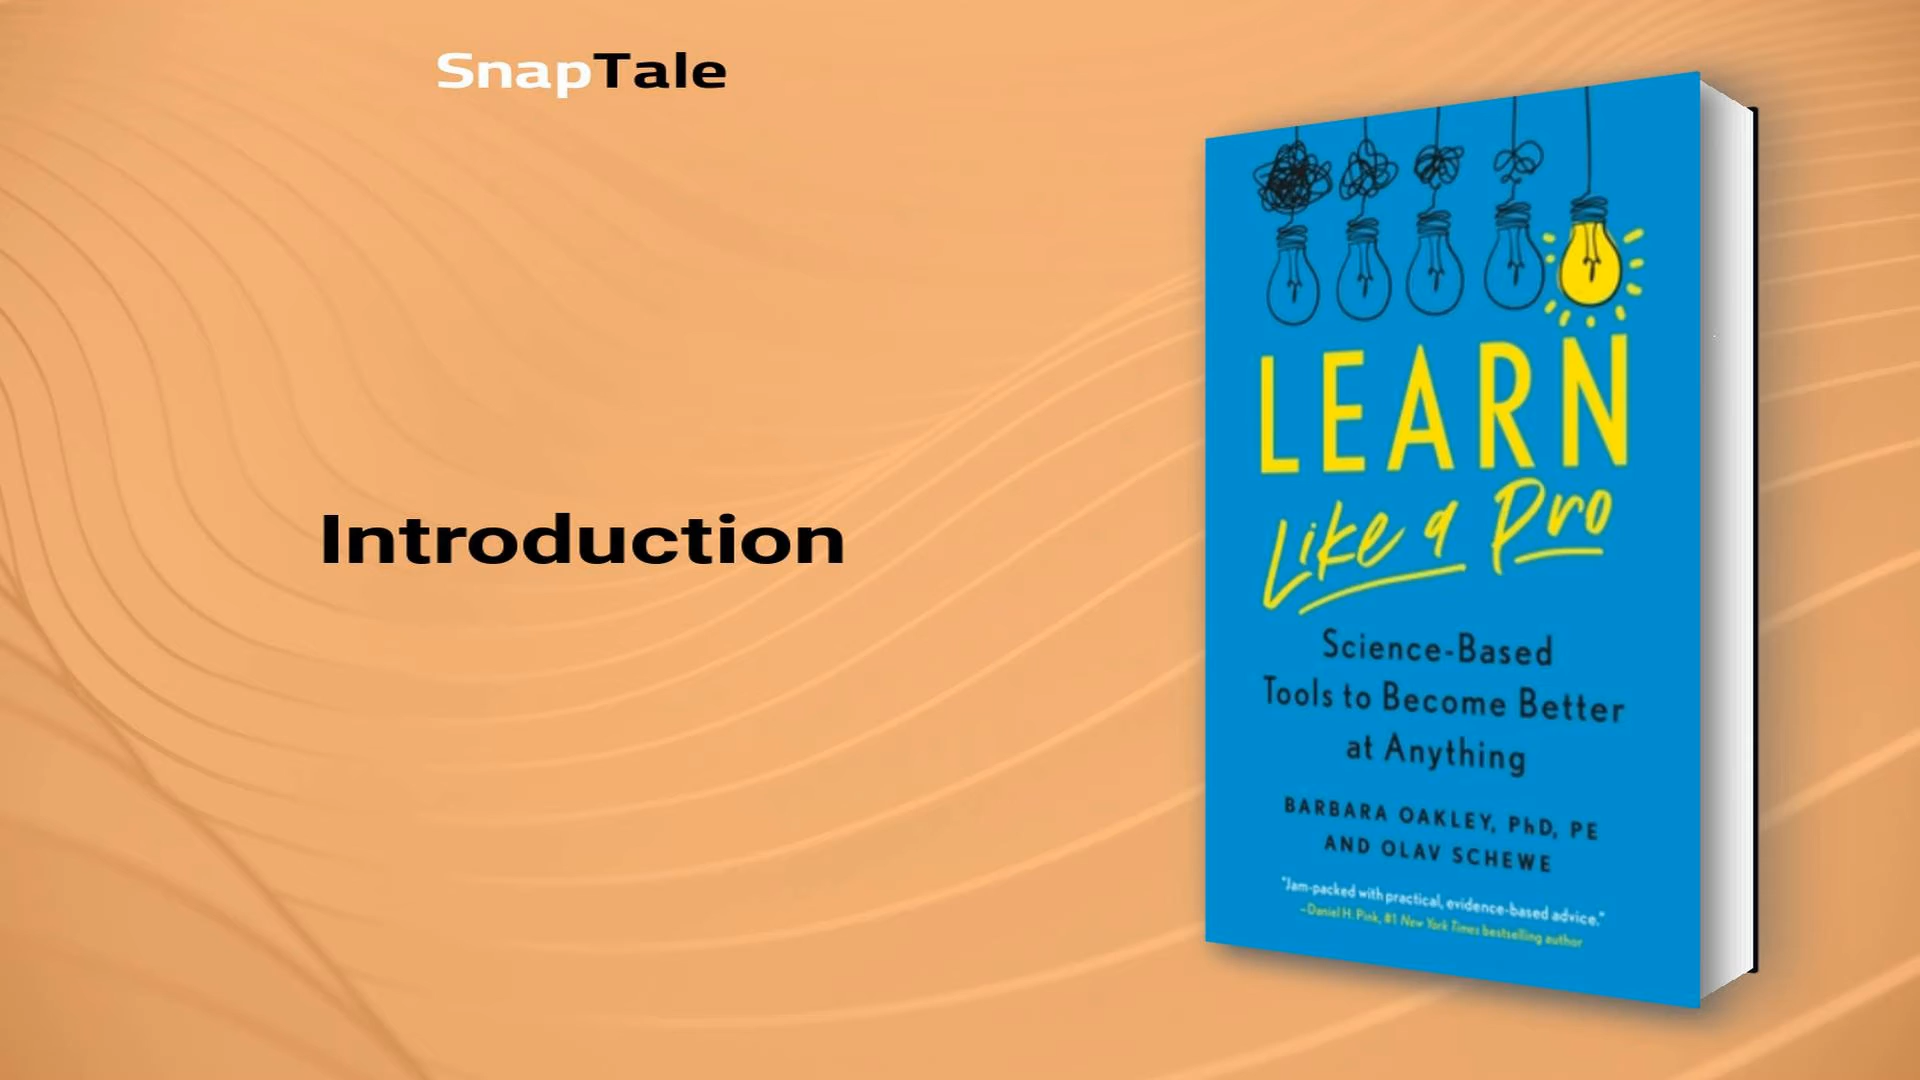 SnapTale
Introduction
LEARN
Like a Pro
Science-Based
Tools to Become Better
at Anything
BARBARA OAKLEY, PhD, PE
AND OLAV SCHEWE
"Jam-packed with practical, evidence-based advice."
–Daniel H. Pink, #1 New York Times bestselling author